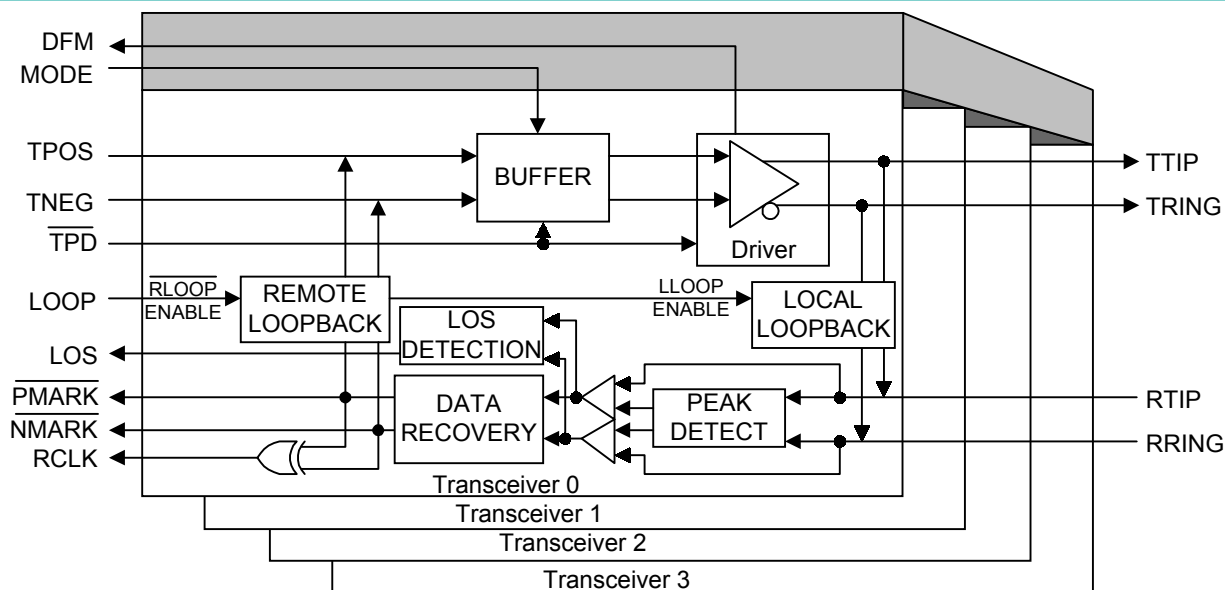 DFM
MODE
TPOS
BUFFER
TTIP
TNEG
TRING
TPD
Driver
LOOP
RLOOP
ENABLE
REMOTE
LOOPBACK
LLOOP
ENABLE
LOCAL
LOOPBACK
LOS
LOS
DETECTION
PMARK
DATA
RECOVERY
PEAK
DETECT
RTIP
NMARK
RRING
RCLK
Transceiver 0
Transceiver 1
Transceiver 2
Transceiver 3